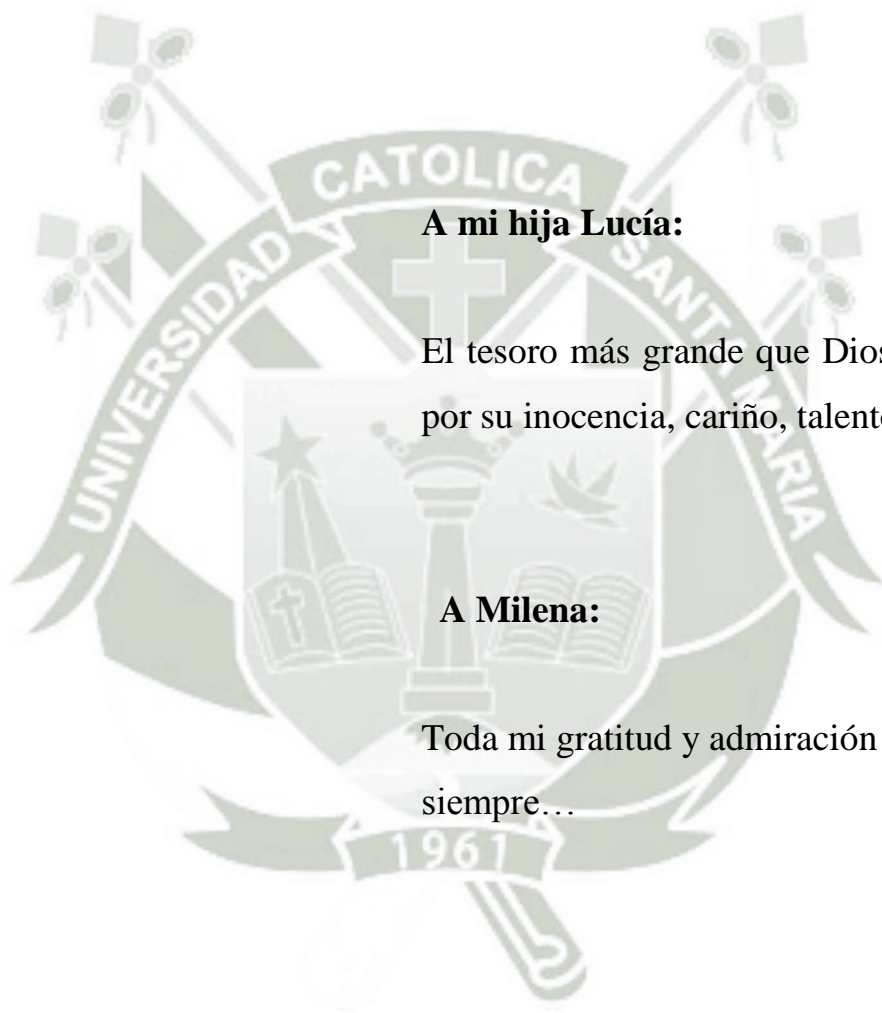 UNIVERSIDAD CATOLICA SANTA MARIA
A mi hija Lucía:
El tesoro más grande que Dios
por su inocencia, cariño, talent
A Milena:
Toda mi gratitud y admiración
siempre…
1961